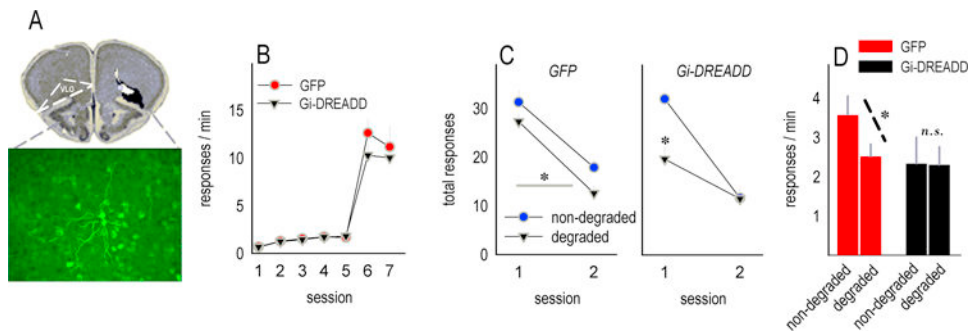 A
VLO
B
GFP
Gi-DREADD
responses / min
15
10
5
0
1 2 3 4 5 6 7
session
C
GFP
Gi-DREADD
total responses
30
20
10
0
*
*
non-degraded
degraded
1 2
session
1 2
session
D
GFP
Gi-DREADD
responses / min
4
3
2
1
*
n.s.
non-degraded
degraded
non-degraded
degraded